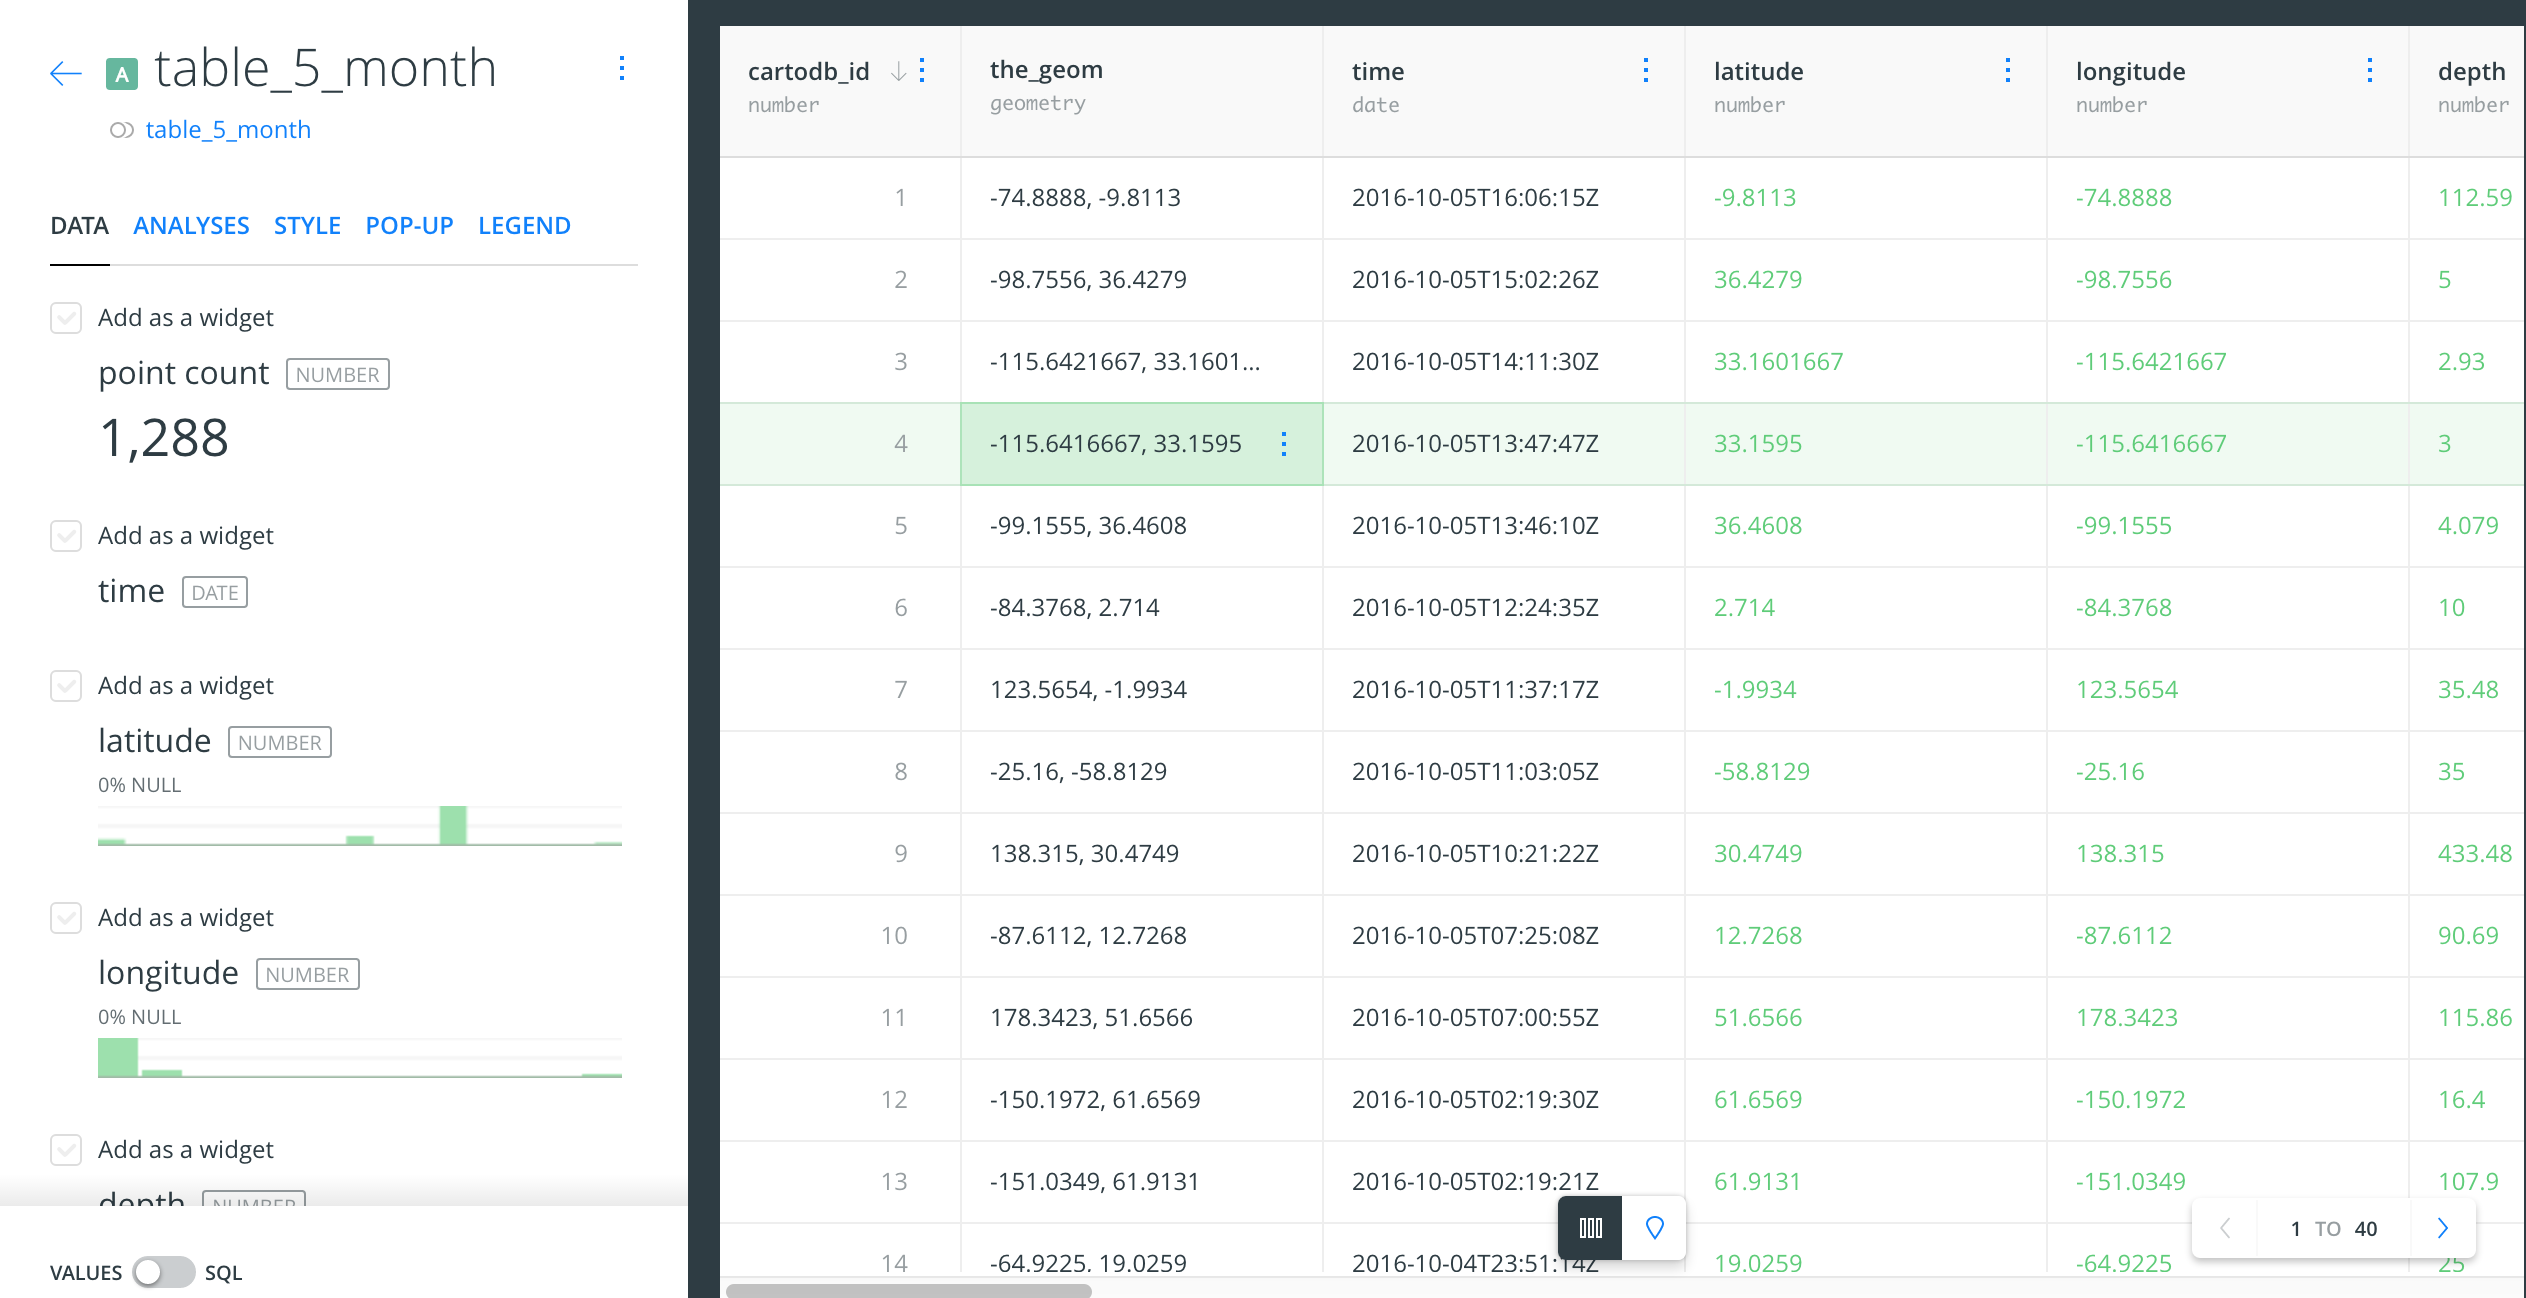 A table_5_month
table_5_month
DATA ANALYSES STYLE POP-UP LEGEND
Add as a widget
point count NUMBER
1,288
Add as a widget
time DATE
Add as a widget
latitude NUMBER
0% NULL
Add as a widget
longitude NUMBER
0% NULL
Add as a widget
depth NUMBER
VALUES SQL
cartodb_id the_geom time latitude longitude depth
number geometry date number number number
1 -74.8888, -9.8113 2016-10-05T16:06:15Z -9.8113 -74.8888 112.59
2 -98.7556, 36.4279 2016-10-05T15:02:26Z 36.4279 -98.7556 5
3 -115.6421667, 33.1601... 2016-10-05T14:11:30Z 33.1601667 -115.6421667 2.93
4 -115.6416667, 33.1595 2016-10-05T13:47:47Z 33.1595 -115.6416667 3
5 -99.1555, 36.4608 2016-10-05T13:46:10Z 36.4608 -99.1555 4.079
6 -84.3768, 2.714 2016-10-05T12:24:35Z 2.714 -84.3768 10
7 123.5654, -1.9934 2016-10-05T11:37:17Z -1.9934 123.5654 35.48
8 -25.16, -58.8129 2016-10-05T11:03:05Z -58.8129 -25.16 35
9 138.315, 30.4749 2016-10-05T10:21:22Z 30.4749 138.315 433.48
10 -87.6112, 12.7268 2016-10-05T07:25:08Z 12.7268 -87.6112 90.69
11 178.3423, 51.6566 2016-10-05T07:00:55Z 51.6566 178.3423 115.86
12 -150.1972, 61.6569 2016-10-05T02:19:30Z 61.6569 -150.1972 16.4
13 -151.0349, 61.9131 2016-10-05T02:19:21Z 61.9131 -151.0349 107.9
14 -64.9225, 19.0259 2016-10-04T23:51:14Z 19.0259 -64.9225 25
1 TO 40